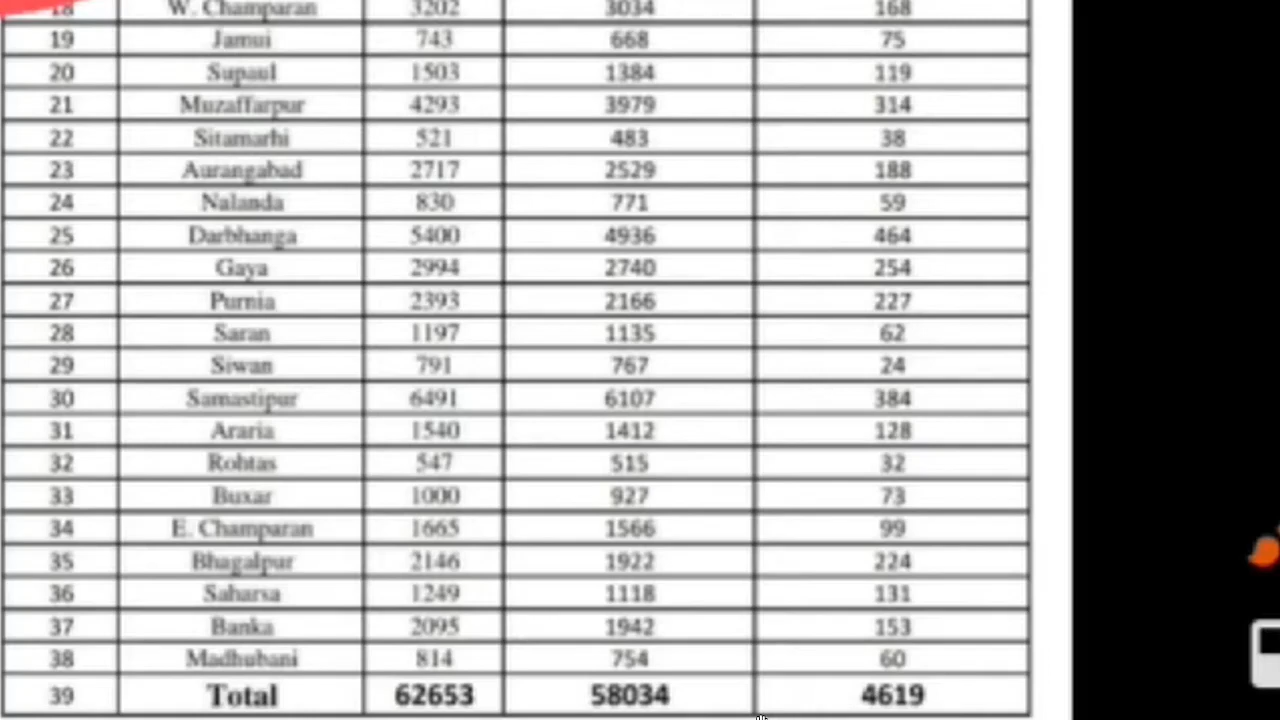 18 W. Champaran 3202 3034 168
19 Jamui 743 668 75
20 Supaul 1503 1384 119
21 Muzaffarpur 4293 3979 314
22 Sitamarhi 521 483 38
23 Aurangabad 2717 2529 188
24 Nalanda 830 771 59
25 Darbhanga 5400 4936 464
26 Gaya 2994 2740 254
27 Purnia 2393 2166 227
28 Saran 1197 1135 62
29 Siwan 791 767 24
30 Samastipur 6491 6107 384
31 Araria 1540 1412 128
32 Rohtas 547 515 32
33 Buxar 1000 927 73
34 E. Champaran 1665 1566 99
35 Bhagalpur 2146 1922 224
36 Saharsa 1249 1118 131
37 Banka 2095 1942 153
38 Madhubani 814 754 60
39 Total 62653 58034 4619